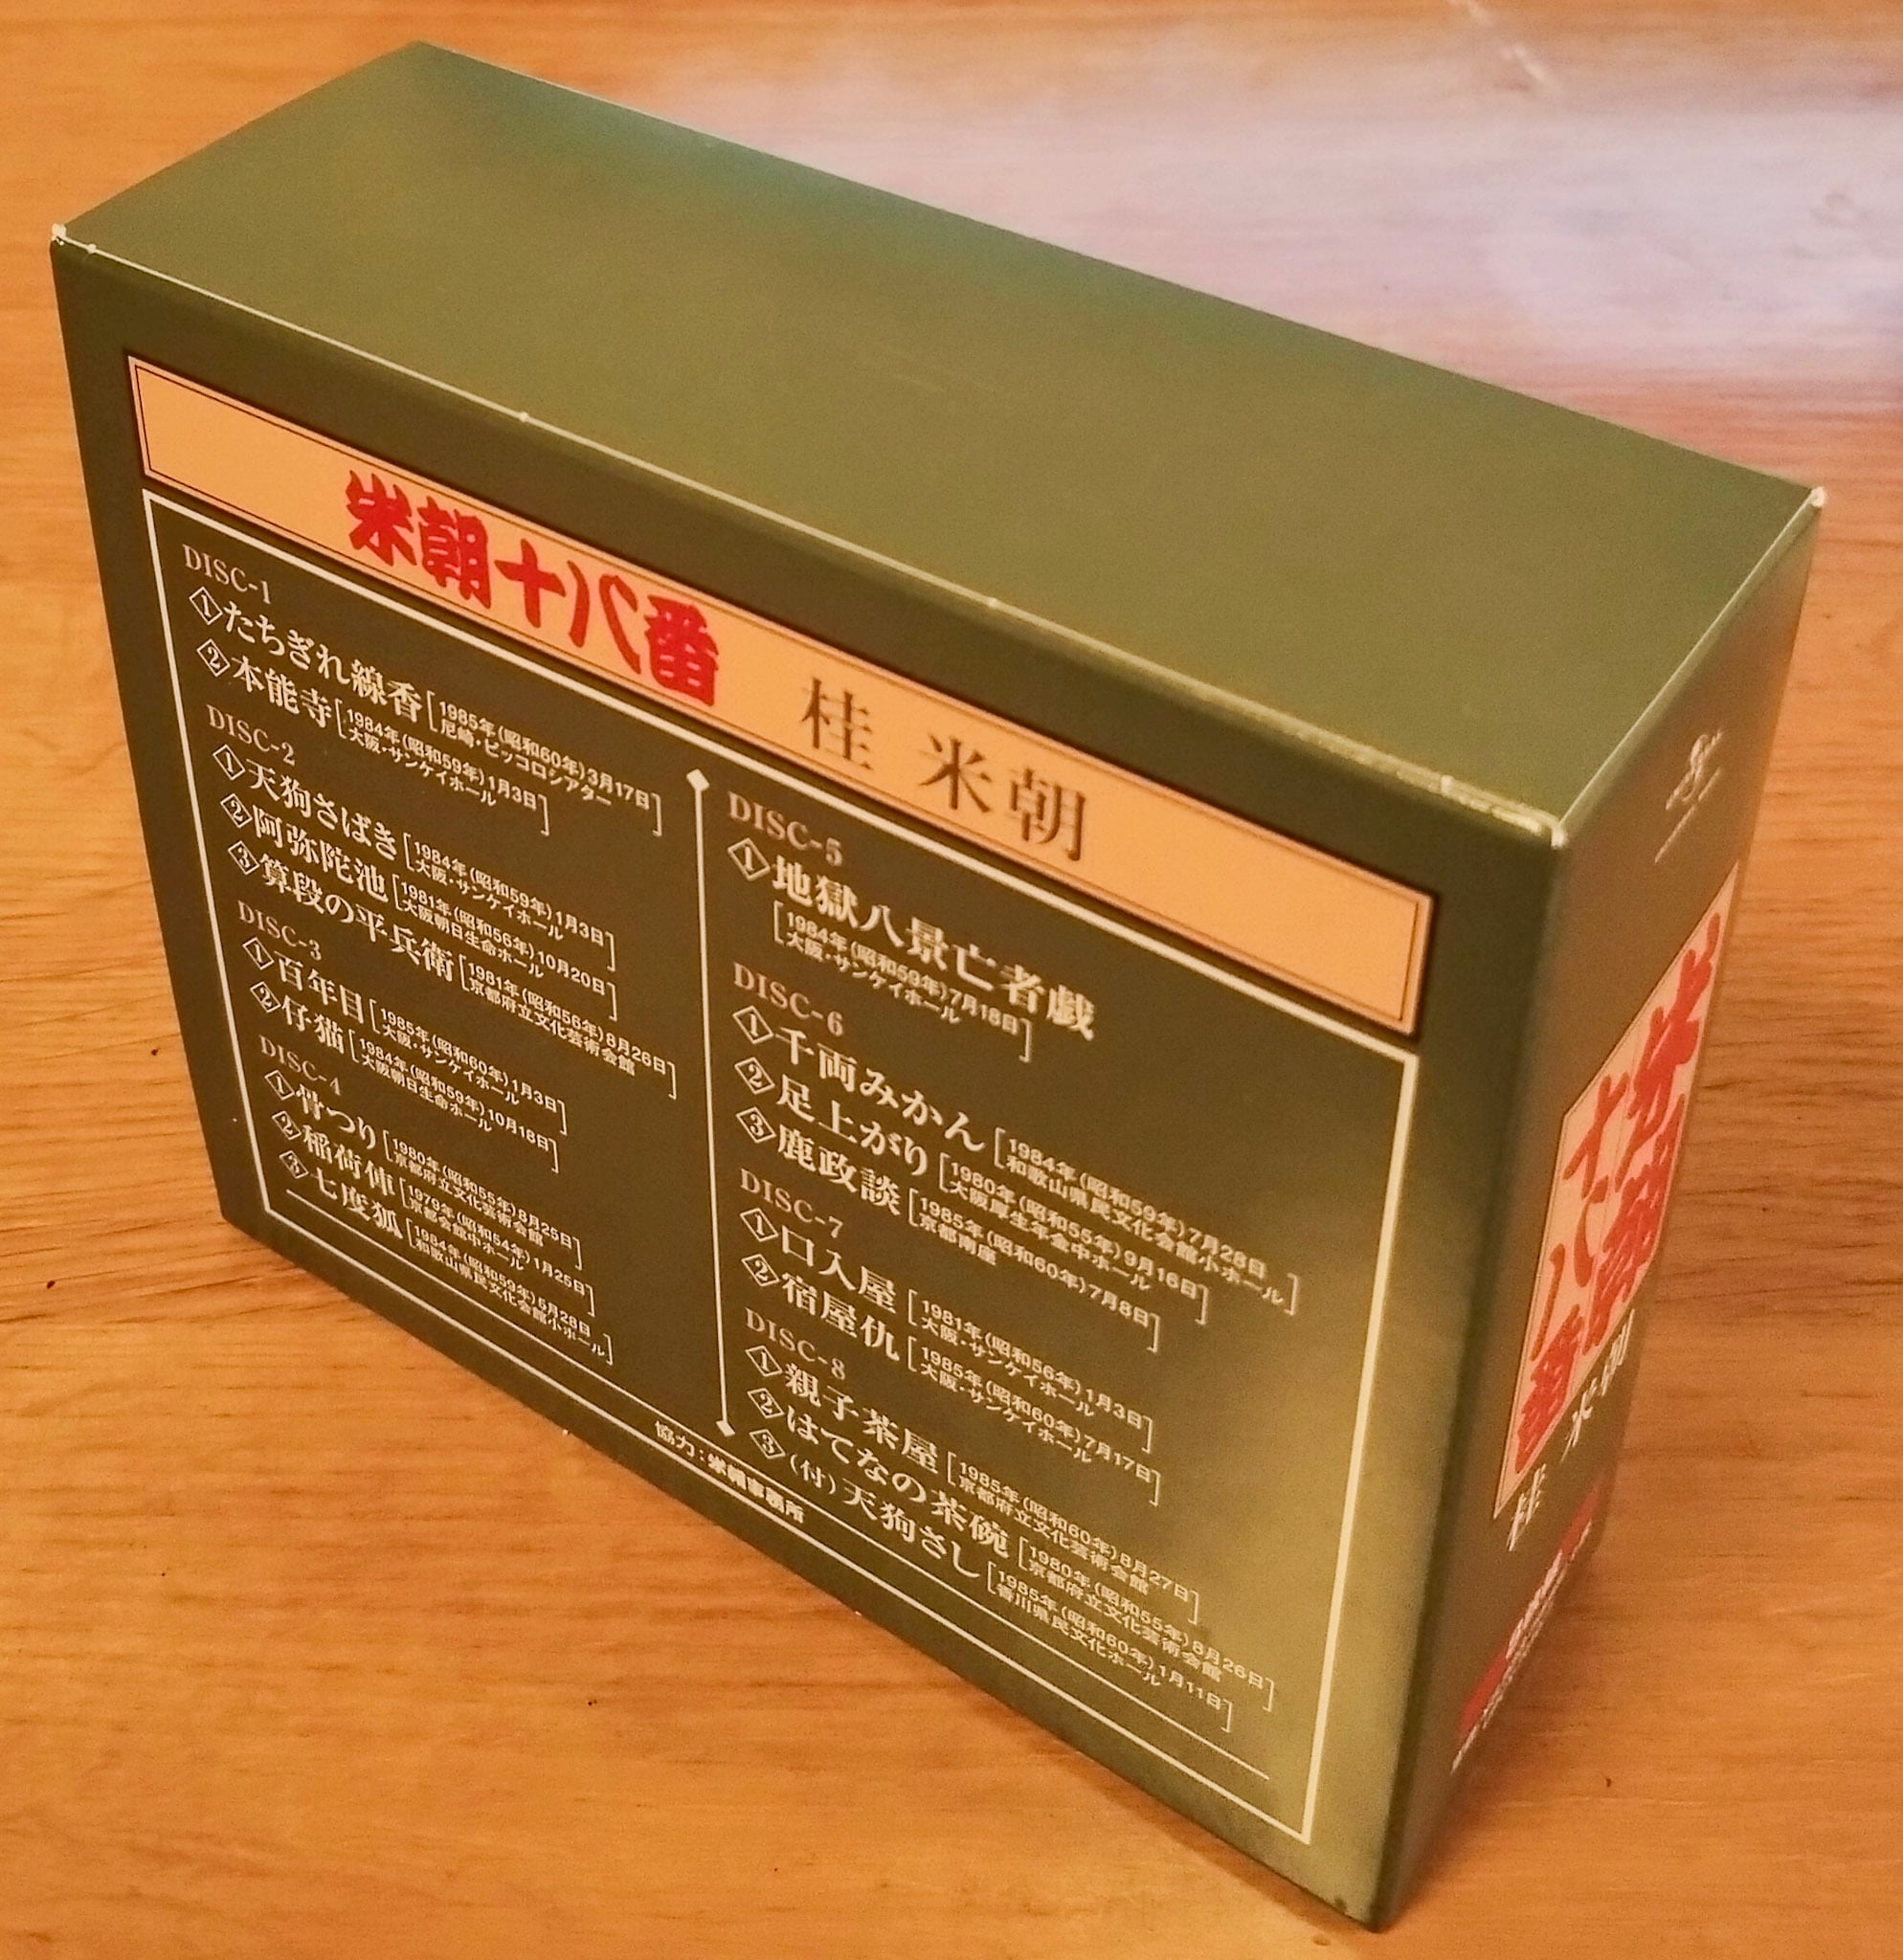 米朝十八番 桂 米朝
DISC-1
1 たちぎれ線香 [1985年(昭和60年)3月17日
尼崎・ピッコロシアター]
2 本能寺 [1984年(昭和59年)1月3日
大阪・サンケイホール]
DISC-2
1 天狗さばき [1984年(昭和59年)1月3日
大阪・サンケイホール]
2 阿弥陀池 [1981年(昭和56年)10月20日
大阪朝日生命ホール]
3 算段の平兵衛 [1981年(昭和56年)8月26日
京都府立文化芸術会館]
DISC-3
1 百年目 [1985年(昭和60年)1月3日
大阪・サンケイホール]
2 仔猫 [1984年(昭和59年)10月18日
大阪朝日生命ホール]
DISC-4
1 骨つり [1980年(昭和55年)8月25日
京都府立文化芸術会館]
2 稲荷俥 [1979年(昭和54年)1月25日
京都会館中ホール]
3 七度狐 [1984年(昭和59年)5月28日
和歌山県民文化会館小ホール]
DISC-5
1 地獄八景亡者戯
[1984年(昭和59年)7月18日
大阪・サンケイホール]
DISC-6
1 千両みかん [1984年(昭和59年)7月28日
和歌山県民文化会館小ホール]
2 足上がり [1980年(昭和55年)9月16日
大阪厚生年金中ホール]
3 鹿政談 [1985年(昭和60年)7月8日
京都南座]
DISC-7
1 口入屋 [1981年(昭和56年)1月3日
大阪・サンケイホール]
2 宿屋仇 [1985年(昭和60年)7月17日
大阪・サンケイホール]
DISC-8
1 親子茶屋 [1985年(昭和60年)8月27日
京都府立文化芸術会館]
2 はてなの茶碗 [1980年(昭和55年)8月26日
京都府立文化芸術会館]
3 (付)天狗さし [1985年(昭和60年)1月11日
香川県民文化ホール]
協力:米朝事務所
米朝
十八番
桂 米朝